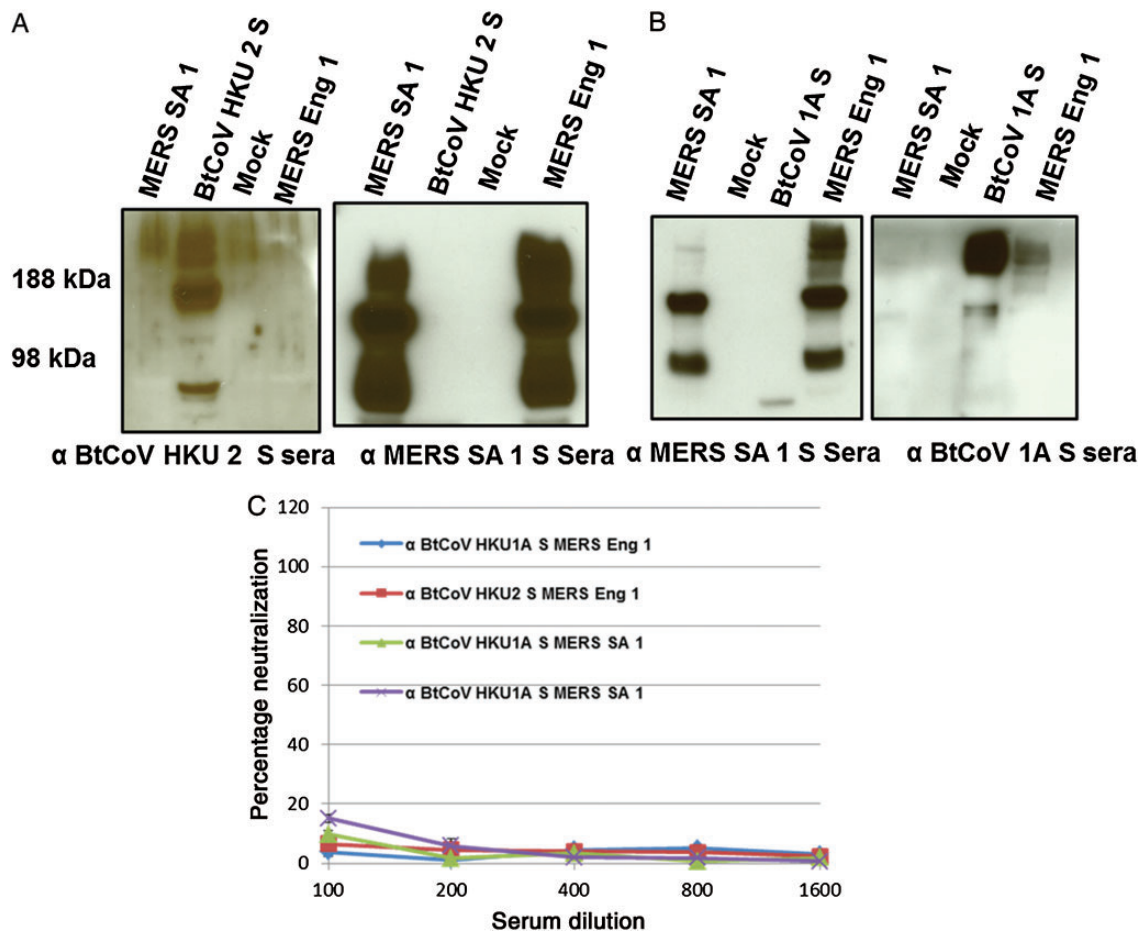 A
MERS SA 1
BtCoV HKU 2 S
Mock
MERS Eng 1
MERS SA 1
BtCoV HKU 2 S
Mock
MERS Eng 1
188 kDa
98 kDa
α BtCoV HKU 2 S sera
α MERS SA 1 S Sera
B
MERS SA 1
Mock
BtCoV 1A S
MERS Eng 1
MERS SA 1
Mock
BtCoV 1A S
MERS Eng 1
α MERS SA 1 S Sera
α BtCoV 1A S sera
C
Percentage neutralization
120
100
80
60
40
20
0
α BtCoV HKU1A S MERS Eng 1
α BtCoV HKU2 S MERS Eng 1
α BtCoV HKU1A S MERS SA 1
α BtCoV HKU1A S MERS SA 1
100 200 400 800 1600
Serum dilution